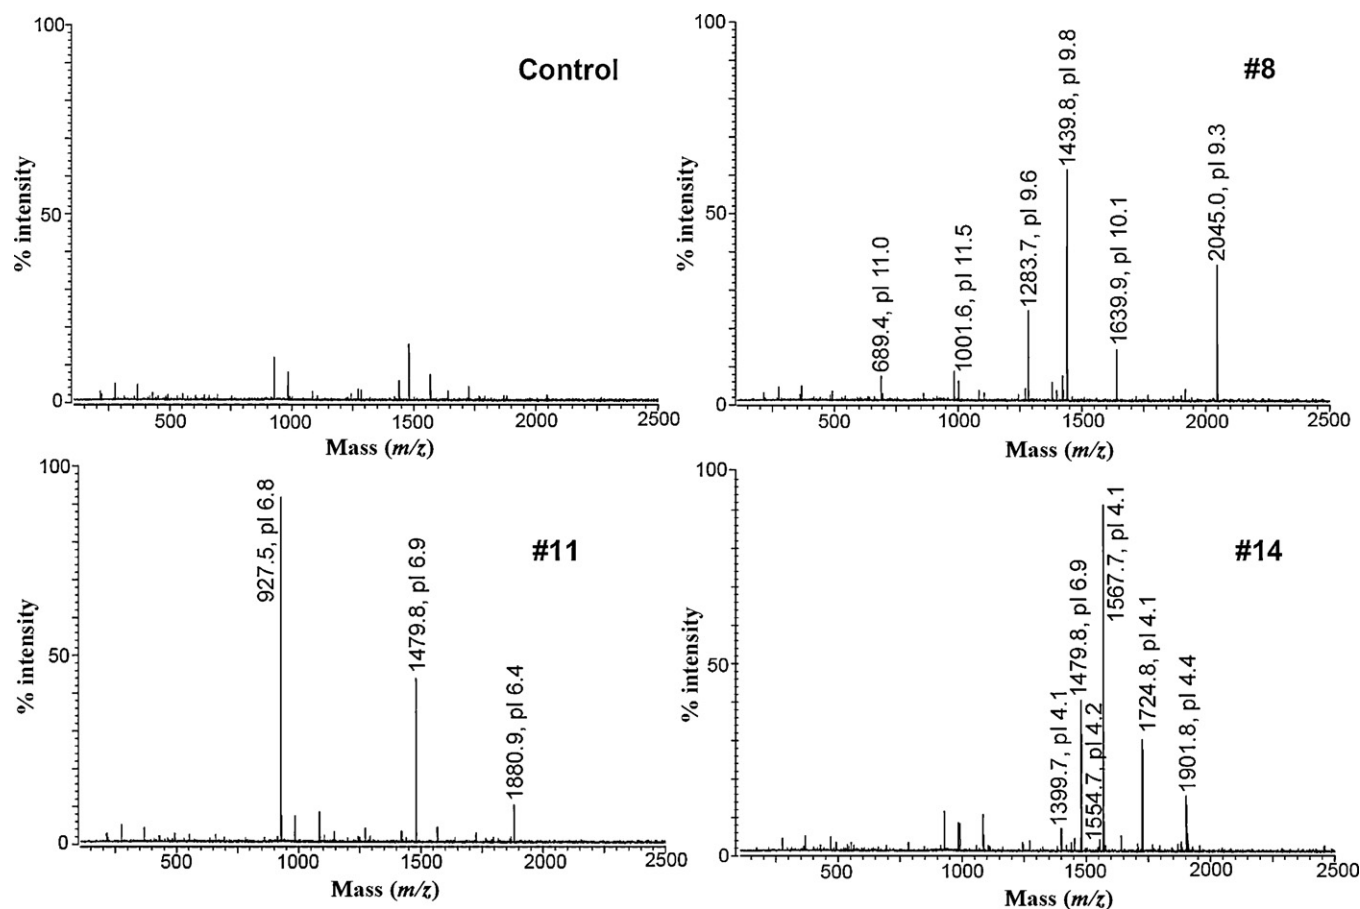 Control
% intensity
100
50
0
500
1000
1500
2000
2500
Mass (m/z)
#8
% intensity
100
50
0
689.4, pI 11.0
1001.6, pI 11.5
1283.7, pI 9.6
1439.8, pI 9.8
1639.9, pI 10.1
2045.0, pI 9.3
500
1000
1500
2000
2500
Mass (m/z)
#11
% intensity
100
50
0
927.5, pI 6.8
1479.8, pI 6.9
1880.9, pI 6.4
500
1000
1500
2000
2500
Mass (m/z)
#14
% intensity
100
50
0
1399.7, pI 4.1
1479.8, pI 6.9
1554.7, pI 4.2
1567.7, pI 4.1
1724.8, pI 4.1
1901.8, pI 4.4
500
1000
1500
2000
2500
Mass (m/z)